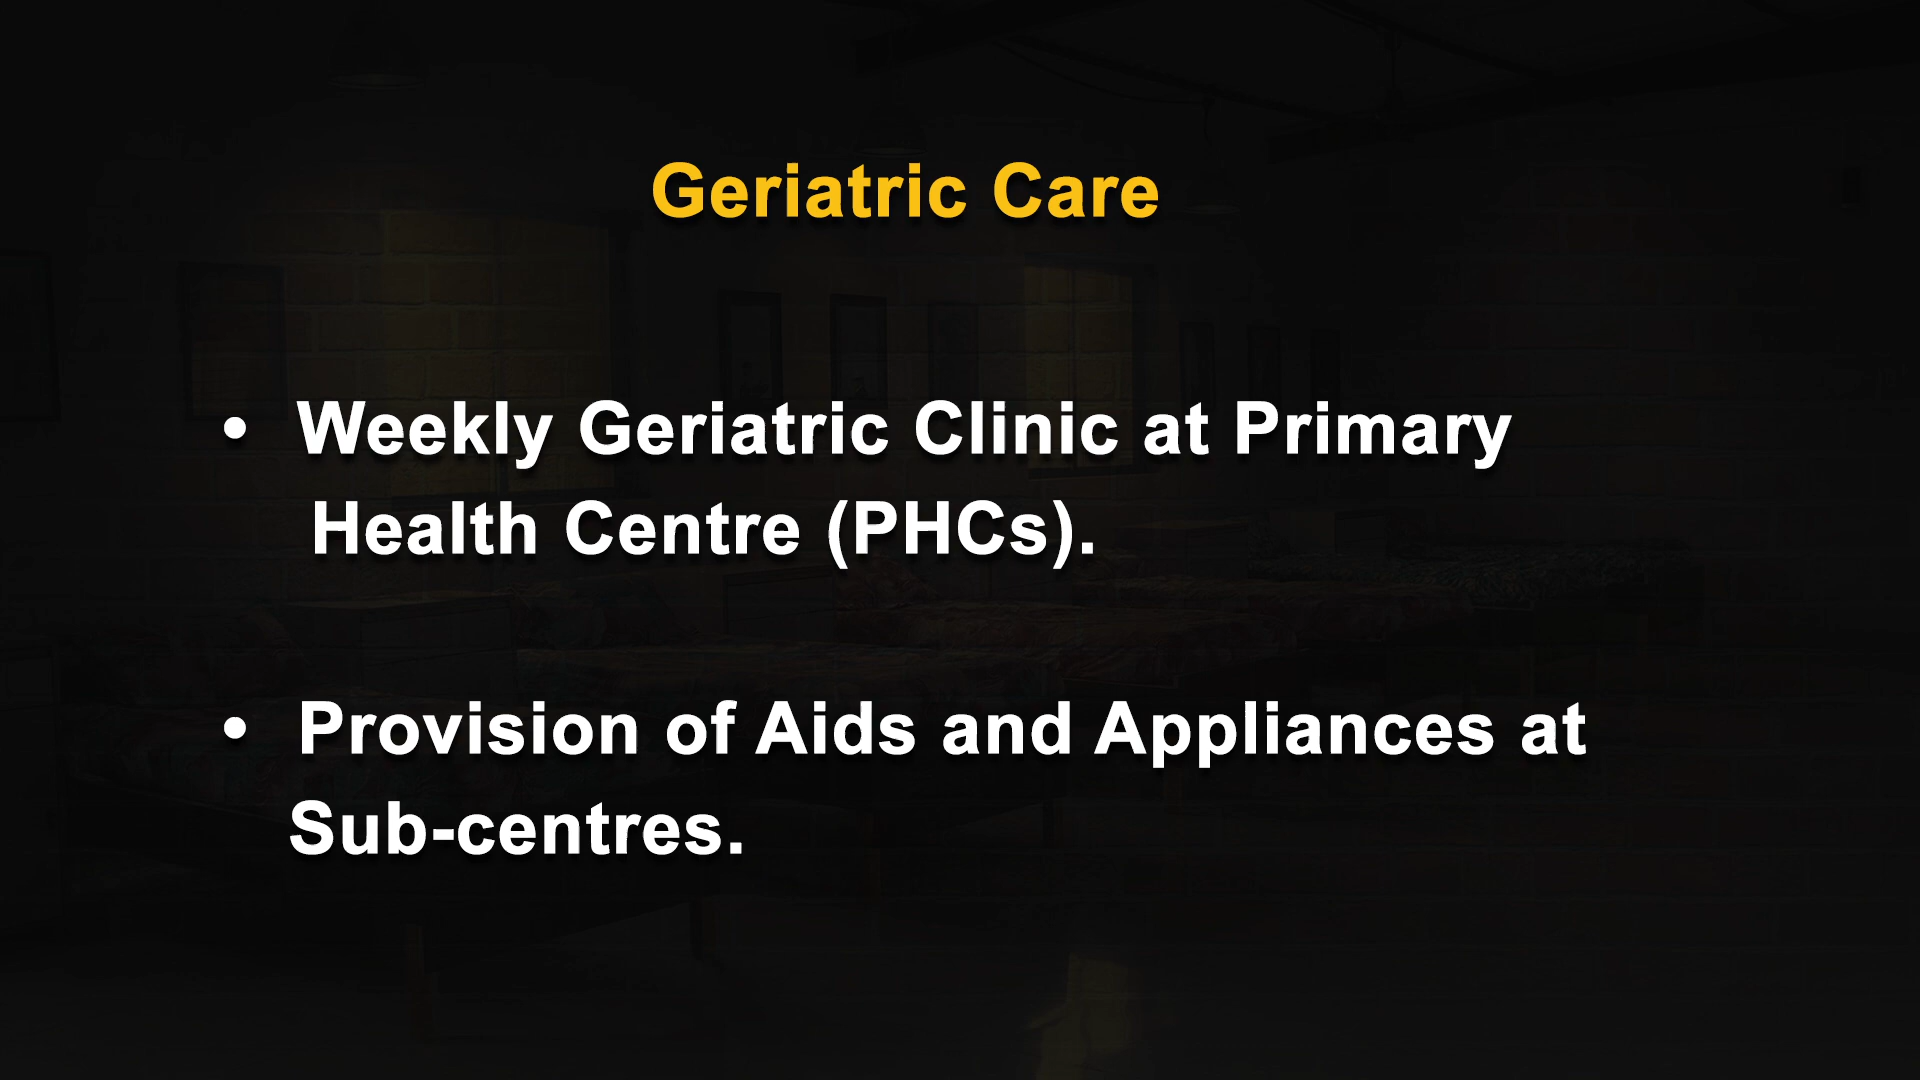 Geriatric Care
• Weekly Geriatric Clinic at Primary
Health Centre (PHCs).
• Provision of Aids and Appliances at
Sub-centres.